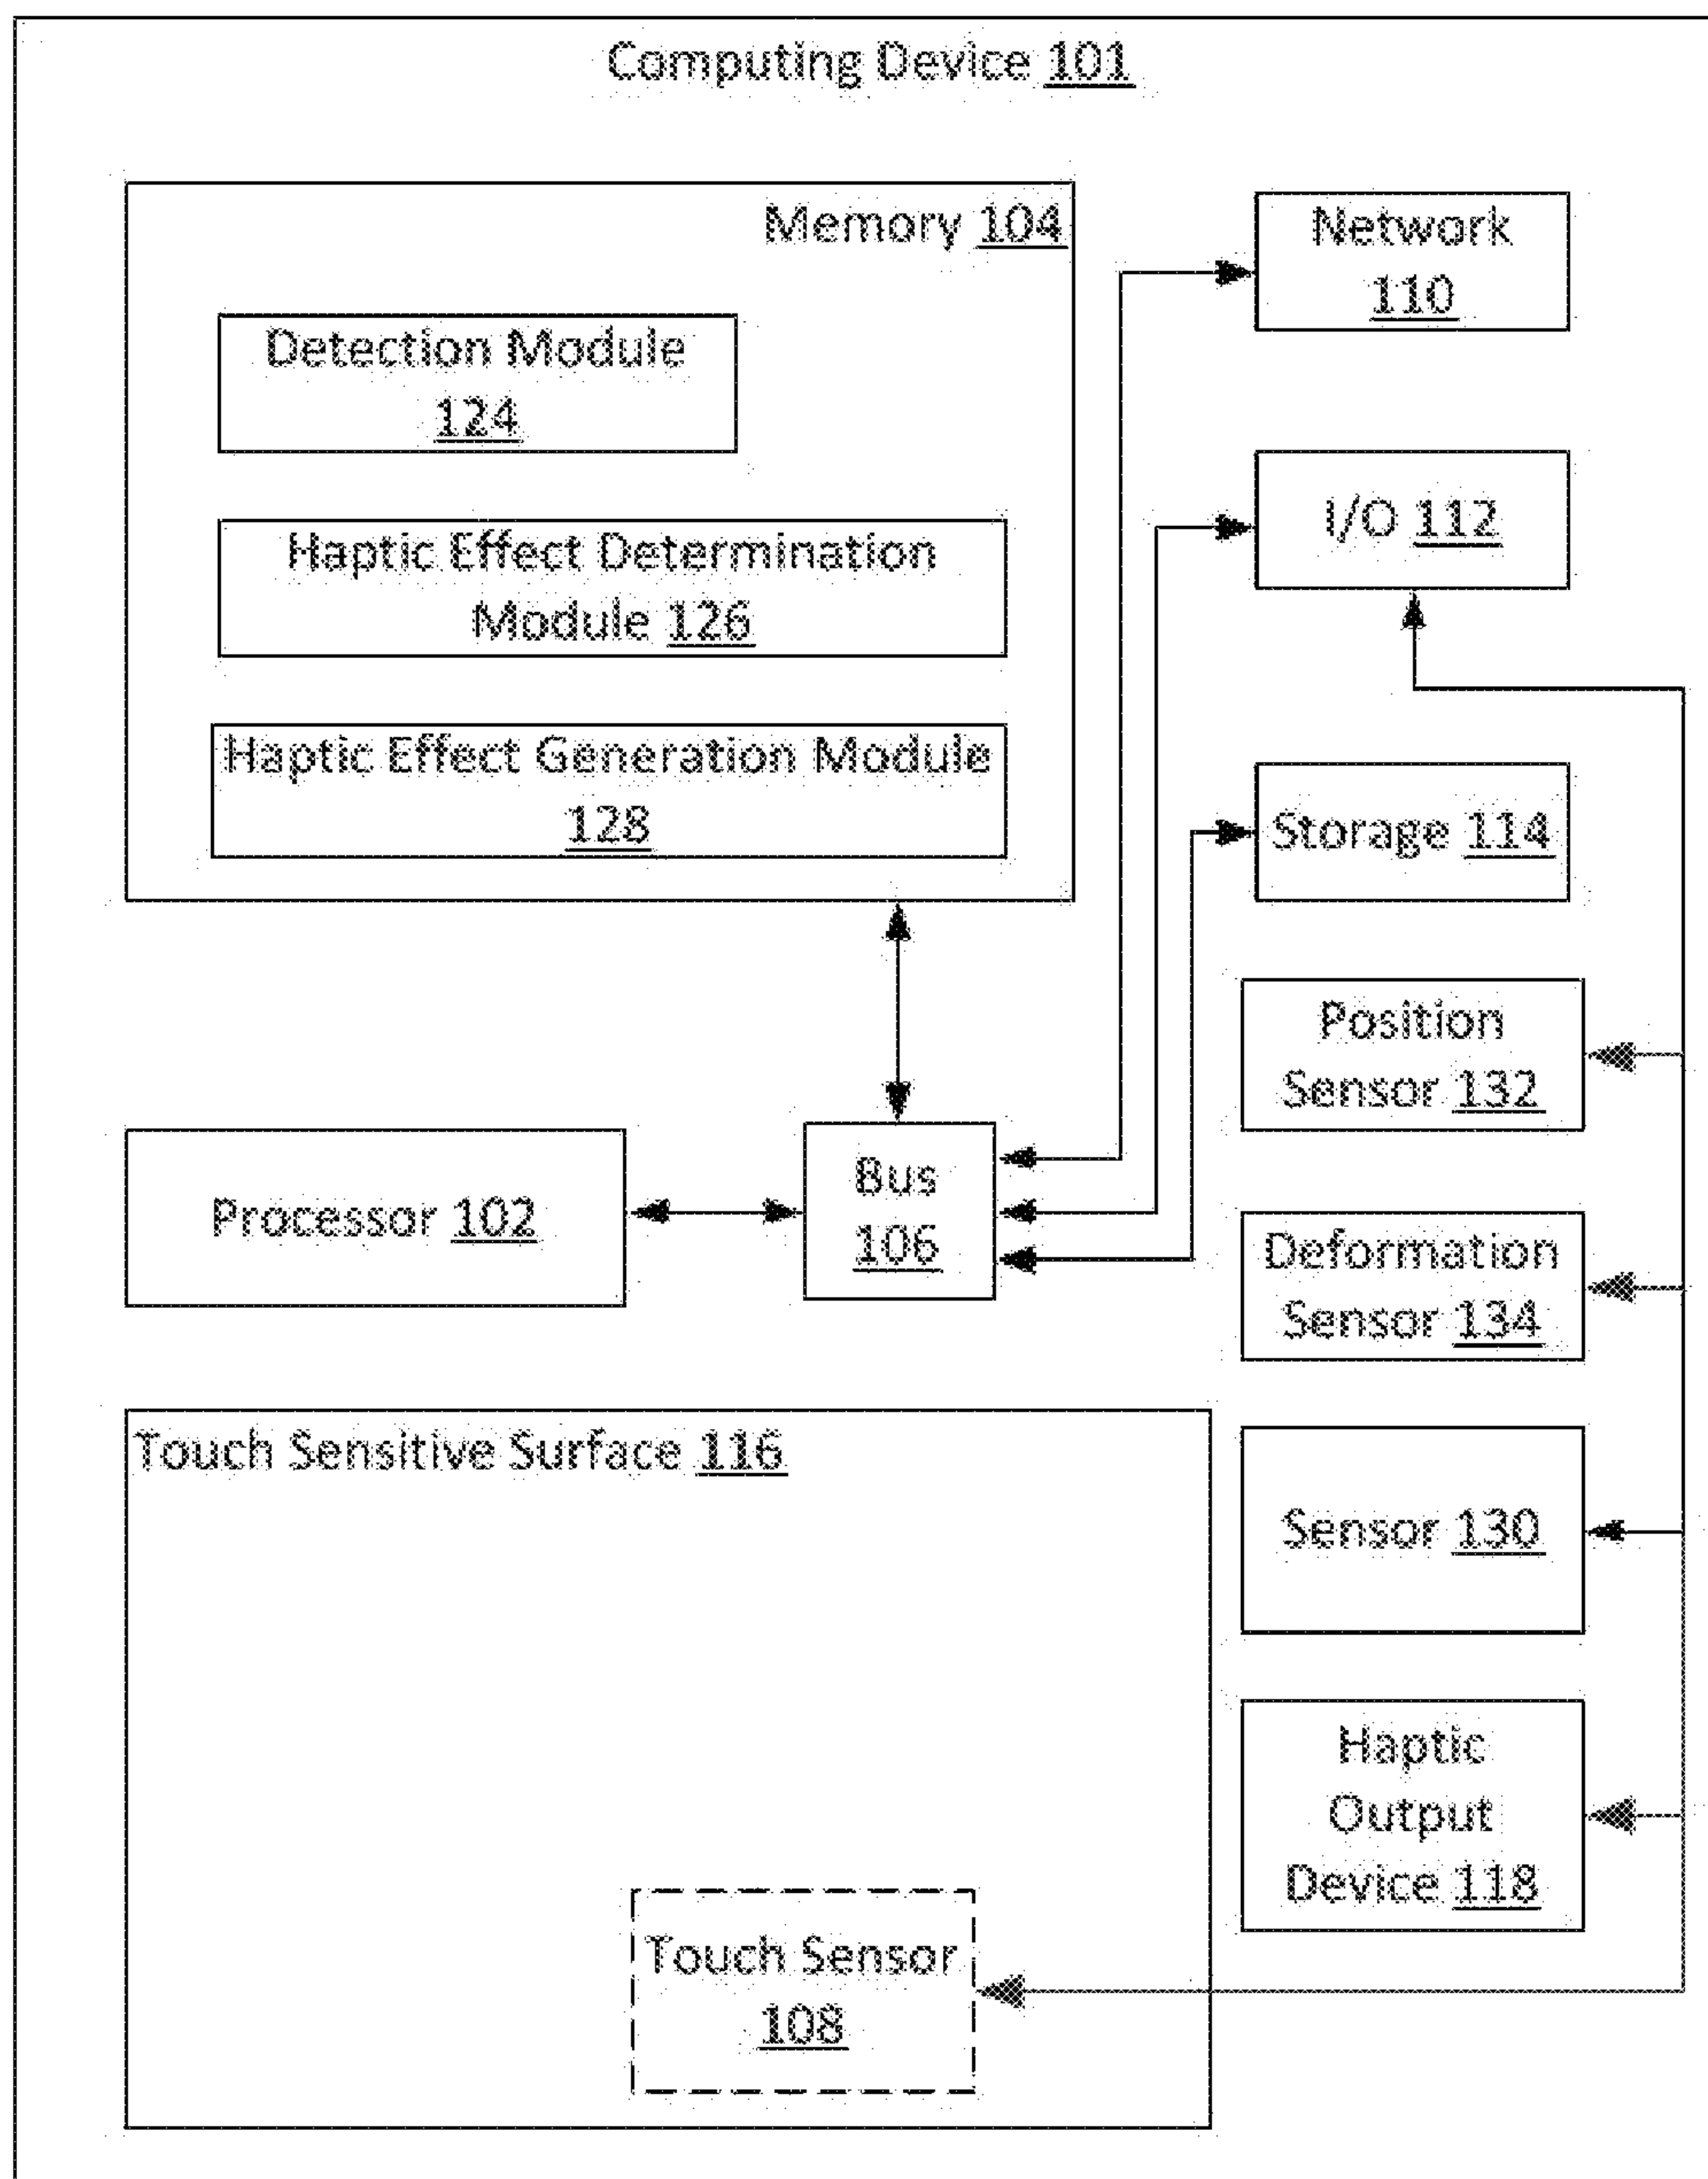 Computing Device 101
Memory 104
Detection Module
124
Haptic Effect Determination
Module 126
Haptic Effect Generation Module
128
Network
110
I/O 112
Storage 114
Position
Sensor 132
Processor 102
Bus
106
Deformation
Sensor 134
Touch Sensitive Surface 116
Sensor 130
Haptic
Output
Device 118
Touch Sensor
108